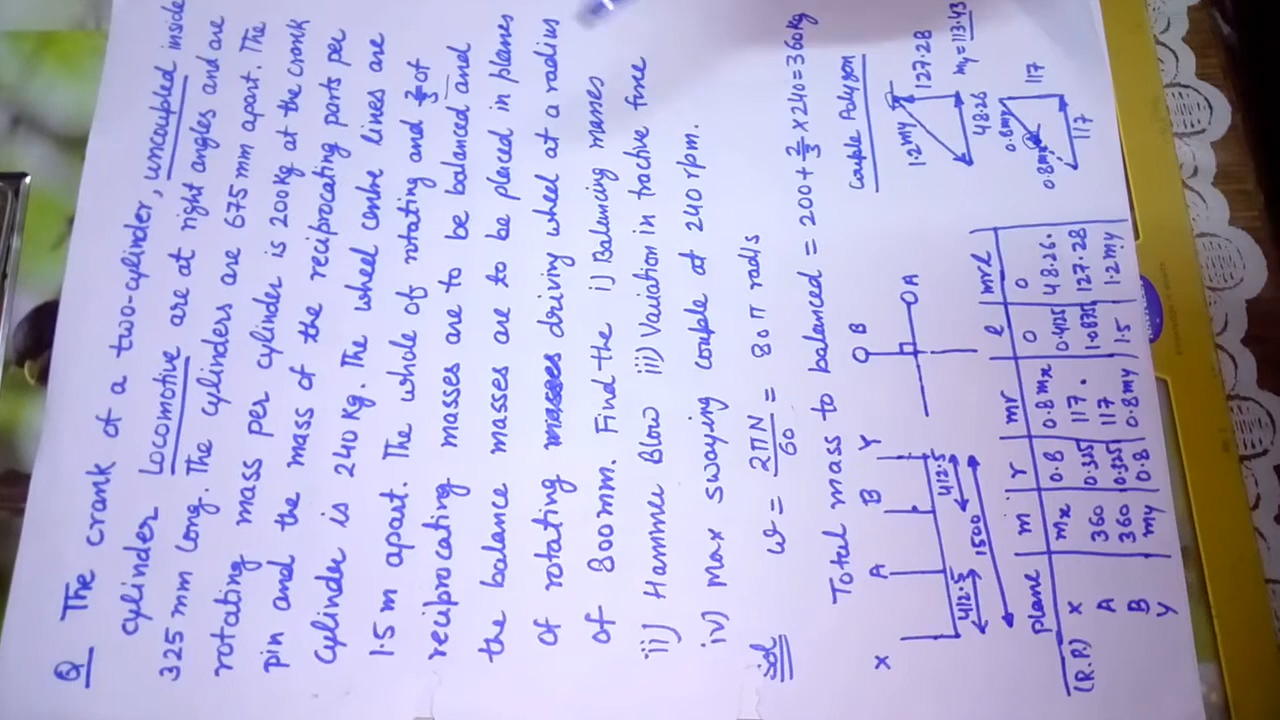 Q The crank of a two-cylinder, uncoupled inside
cylinder Locomotive are at right angles and are
325 mm long. The cylinders are 675 mm apart. The
rotating mass per cylinder is 200 kg at the crank
pin and the mass of the reciprocating parts per
cylinder is 240 Kg. The wheel centre lines are
1.5 m apart. The whole of rotating and 2/3 of
reciprocating masses are to be balanced and
the balance masses are to be placed in planes
of rotating masses driving wheel at a radius
of 800 mm. Find the i) Balancing masses
ii) Hammer Blow iii) Variation in tractive force
iv) Max swaying couple at 240 rpm.
Sol ω = 2πN/60 = 80π rad/s
Total mass to balanced = 200 + 2/3 × 240 = 360 kg
X A B Y
412.5 412.5
1500
B
A
Couple Polygon
1.2my 127.28
48.26 my = 113.43
0.8mx 117
117
Plane m r mr l mrl
(R.P.) X mx 0.8 0.8 mx 0 0
A 360 0.325 117. 0.4125 48.26.
B 360 0.325 117 1.0875 127.28
Y my 0.8 0.8 my 1.5 1.2 my